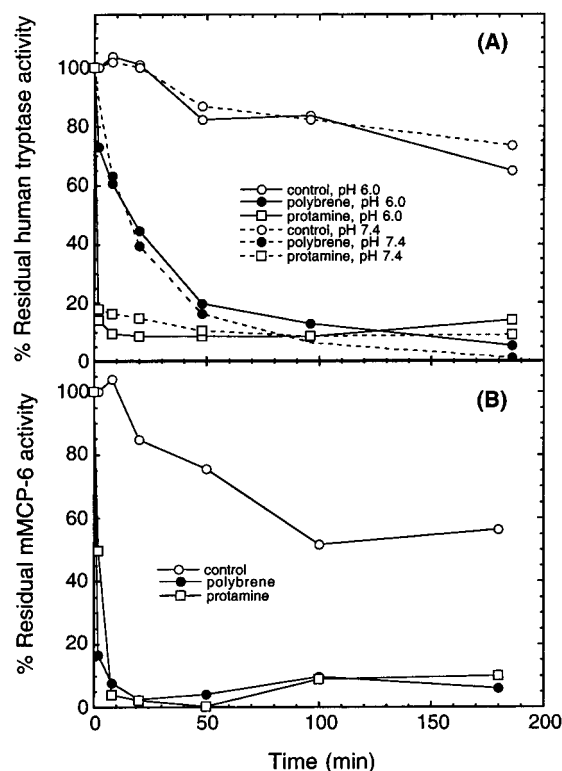 (A)
% Residual human tryptase activity
100
80
60
40
20
0
control, pH 6.0
polybrene, pH 6.0
protamine, pH 6.0
control, pH 7.4
polybrene, pH 7.4
protamine, pH 7.4
(B)
% Residual mMCP-6 activity
100
80
60
40
20
0
control
polybrene
protamine
0 50 100 150 200
Time (min)